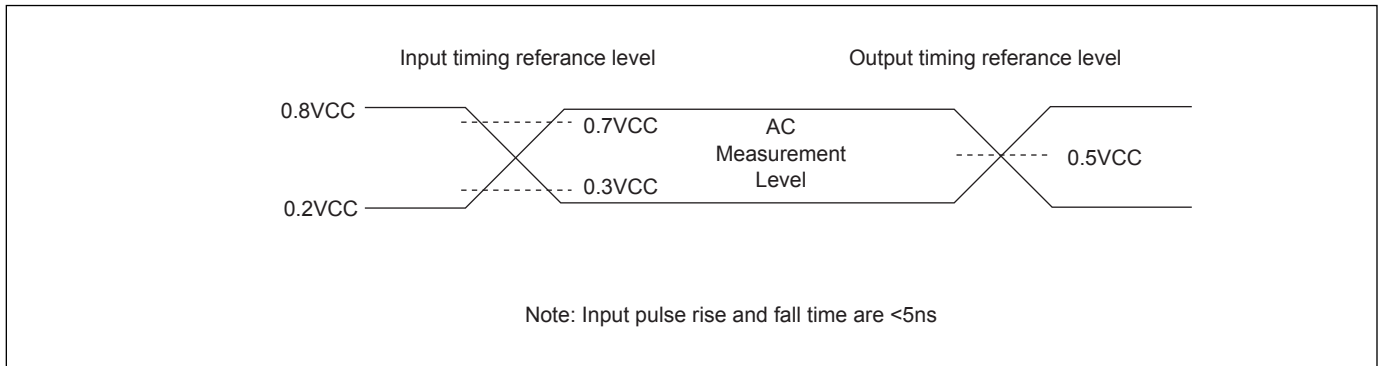 Input timing referance level
Output timing referance level
0.8VCC
0.7VCC
AC
Measurement
Level
0.5VCC
0.3VCC
0.2VCC
Note: Input pulse rise and fall time are <5ns